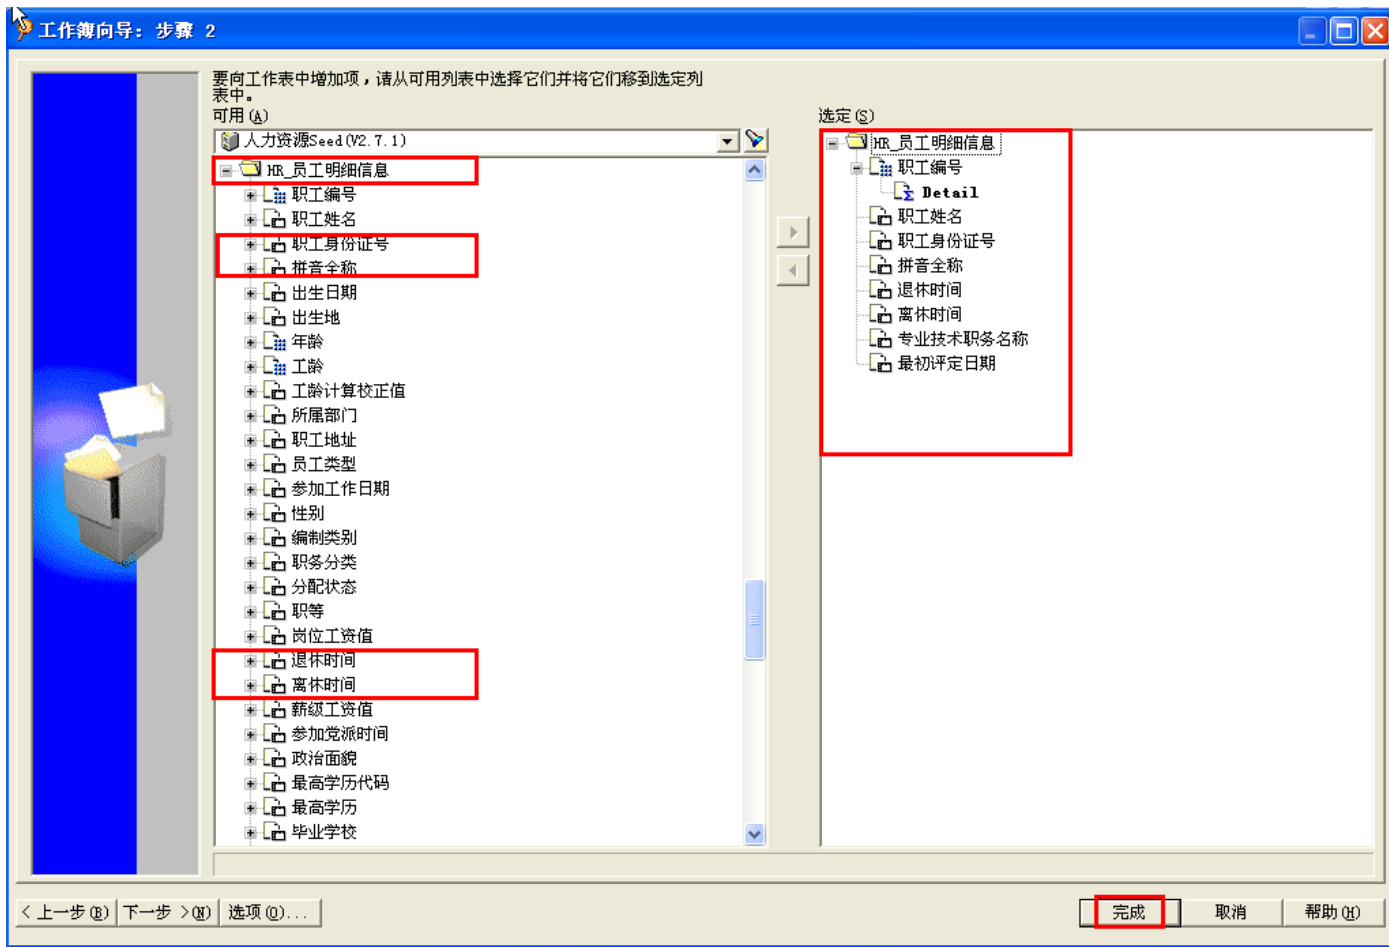 工作簿向导: 步骤 2
要向工作表中增加项，请从可用列表中选择它们并将它们移到选定列
表中。
可用(A)
人力资源Seed(V2.7.1)
HR_员工明细信息
职工编号
职工姓名
职工身份证号
拼音全称
出生日期
出生地
年龄
工龄
工龄计算校正值
所属部门
职工地址
员工类型
参加工作日期
性别
编制类别
职务分类
分配状态
职等
岗位工资值
退休时间
离休时间
薪级工资值
参加党派时间
政治面貌
最高学历代码
最高学历
毕业学校
选定(S)
HR_员工明细信息
职工编号
Detail
职工姓名
职工身份证号
拼音全称
退休时间
离休时间
专业技术职务名称
最初评定日期
< 上一步(B) 下一步 >(N) 选项(O)... 完成 取消 帮助(H)